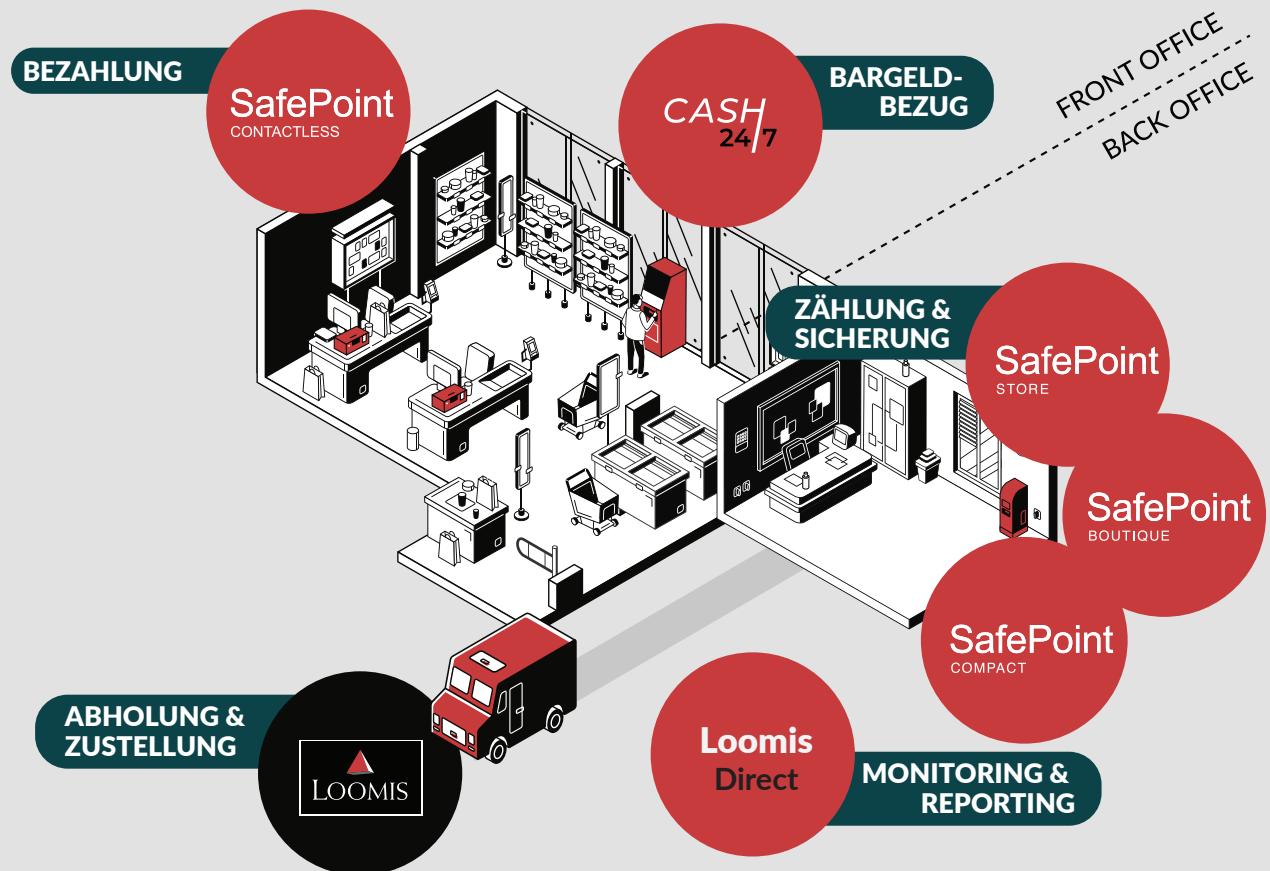 BEZAHLUNG
SafePoint
CONTACTLESS
CASH
24/7
BARGELD-
BEZUG
FRONT OFFICE
BACK OFFICE
ZÄHLUNG &
SICHERUNG
SafePoint
STORE
SafePoint
BOUTIQUE
SafePoint
COMPACT
ABHOLUNG &
ZUSTELLUNG
LOOMIS
Loomis
Direct
MONITORING &
REPORTING